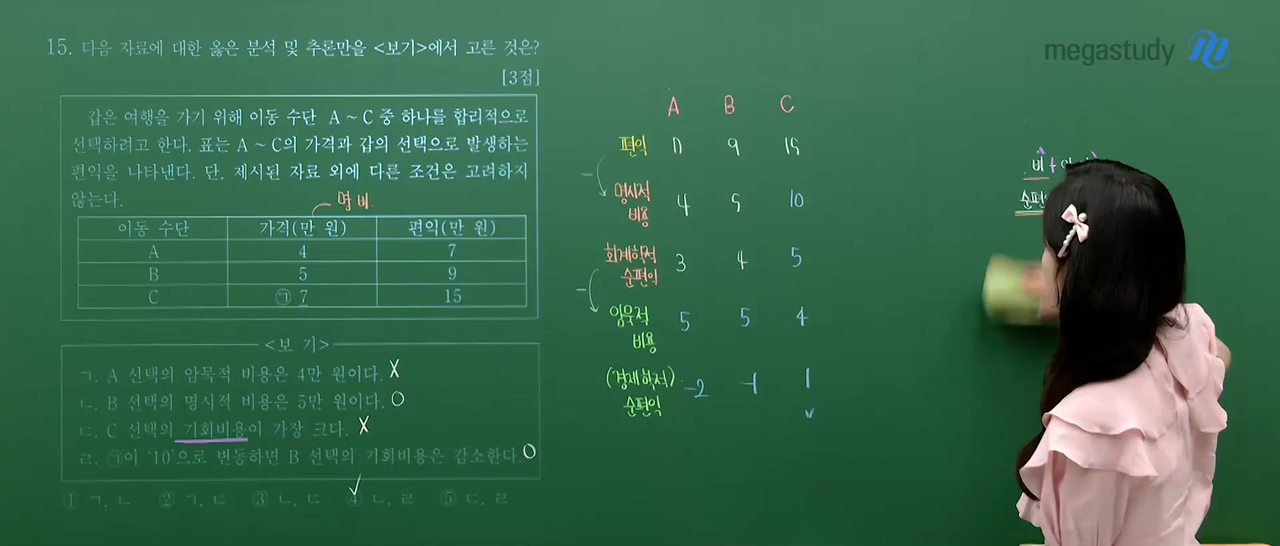 15. 다음 자료에 대한 옳은 분석 및 추론만을 <보기>에서 고른 것은?
[3점]
갑은 여행을 가기 위해 이동 수단 A ~ C 중 하나를 합리적으로
선택하려고 한다. 표는 A ~ C의 가격과 갑의 선택으로 발생하는
편익을 나타낸다. 단, 제시된 자료 외에 다른 조건은 고려하지
않는다.
명 비
이동 수단 가격(만 원) 편익(만 원)
A 4 7
B 5 9
C ㉠ 7 15
<보 기>
ㄱ. A 선택의 암묵적 비용은 4만 원이다. X
ㄴ. B 선택의 명시적 비용은 5만 원이다. O
ㄷ. C 선택의 기회비용이 가장 크다. X
ㄹ. ㉠이 '10'으로 변동하면 B 선택의 기회비용은 감소한다. O
① ㄱ, ㄴ ② ㄱ, ㄷ ③ ㄴ, ㄷ ④ ㄴ, ㄹ ⑤ ㄷ, ㄹ
A B C
편익 9 15
명시적 4 5 10
비용
회계학적 3 4 5
순편익
암묵적 5 5 4
비용
(경제학적) -2 -1 1
순편익
megastudy
비 +
순편